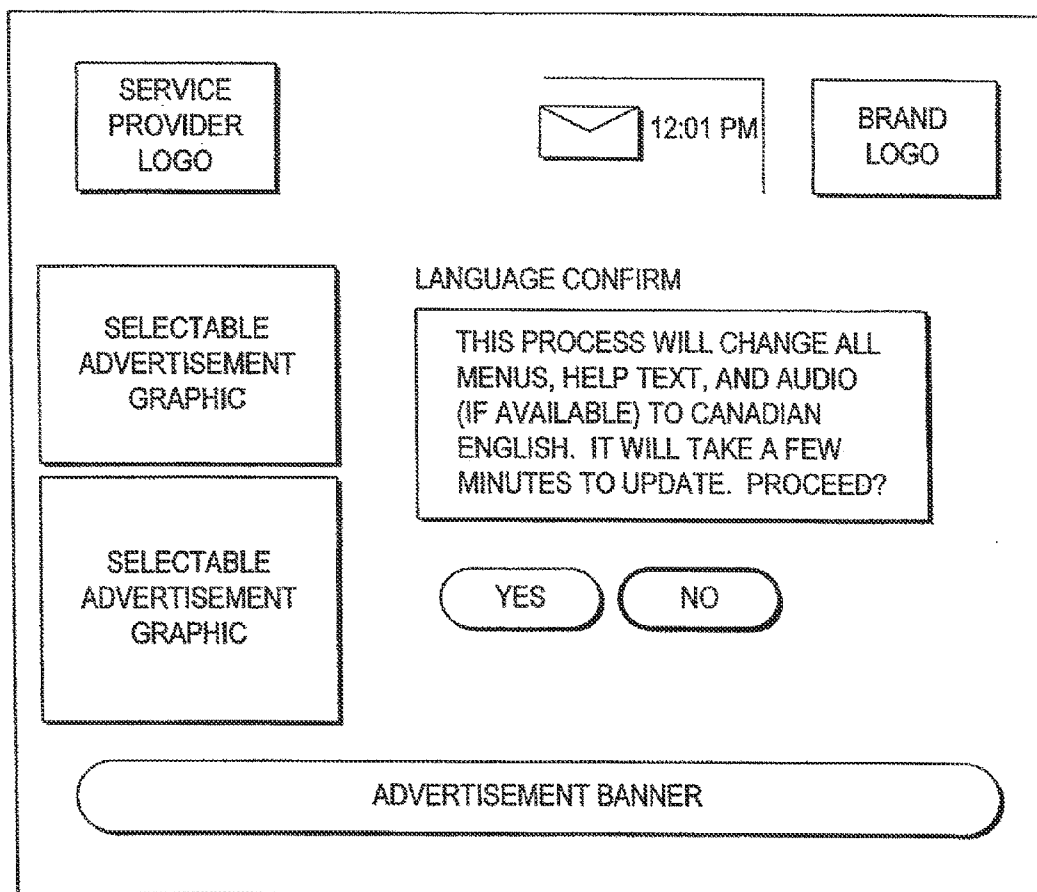 SERVICE
PROVIDER
LOGO
12:01 PM
BRAND
LOGO
SELECTABLE
ADVERTISEMENT
GRAPHIC
LANGUAGE CONFIRM
THIS PROCESS WILL CHANGE ALL
MENUS, HELP TEXT, AND AUDIO
(IF AVAILABLE) TO CANADIAN
ENGLISH. IT WILL TAKE A FEW
MINUTES TO UPDATE. PROCEED?
SELECTABLE
ADVERTISEMENT
GRAPHIC
YES NO
ADVERTISEMENT BANNER